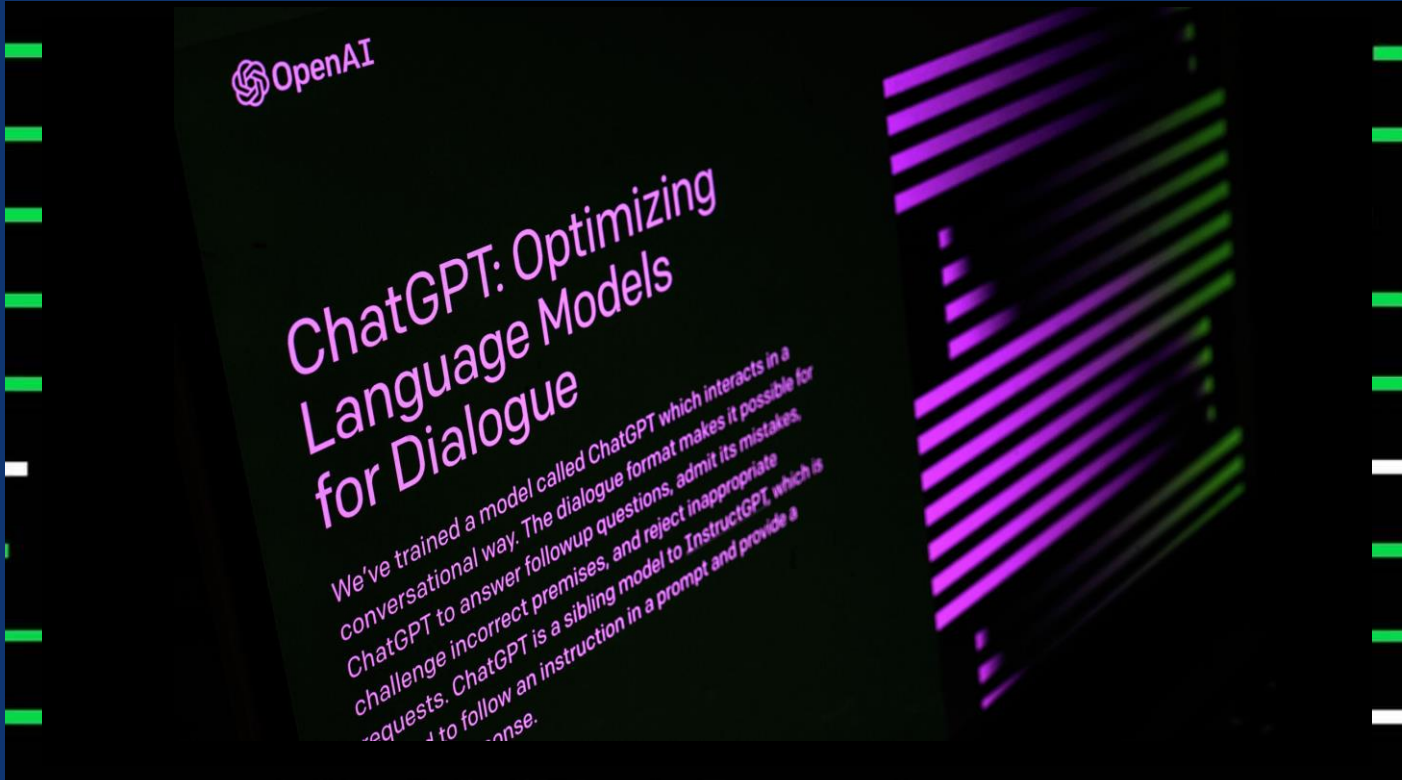 OpenAI
ChatGPT: Optimizing
Language Models
for Dialogue
We've trained a model called ChatGPT which interacts in a
conversational way. The dialogue format makes it possible for
ChatGPT to answer followup questions, admit its mistakes,
challenge incorrect premises, and reject inappropriate
requests. ChatGPT is a sibling model to InstructGPT, which is
to follow an instruction in a prompt and provide a